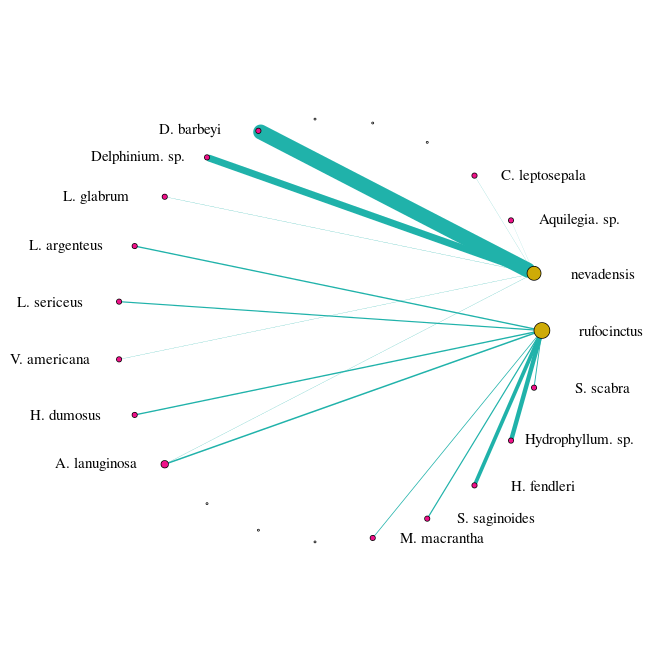 D. barbeyi
Delphinium. sp.
C. leptosepala
L. glabrum
Aquilegia. sp.
L. argenteus
nevadensis
L. sericeus
rufocinctus
V. americana
S. scabra
H. dumosus
Hydrophyllum. sp.
A. lanuginosa
H. fendleri
S. saginoides
M. macrantha